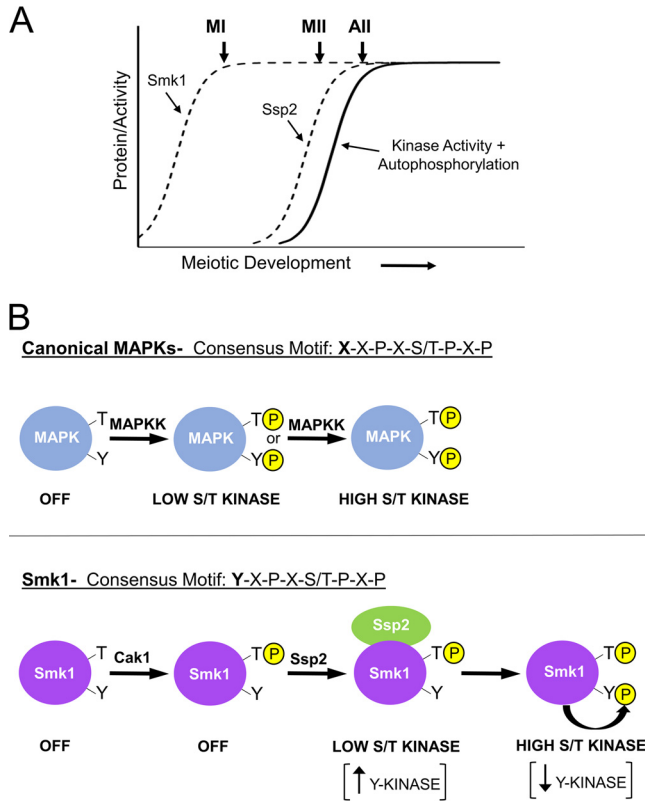 A
MI MII AII
Smk1
Ssp2
Kinase Activity +
Autophosphorylation
Protein/Activity
Meiotic Development
B
Canonical MAPKs- Consensus Motif: X-X-P-X-S/T-P-X-P
MAPK T Y
MAPKK
MAPK T P or Y P
MAPKK
MAPK T P Y P
OFF LOW S/T KINASE HIGH S/T KINASE
Smk1- Consensus Motif: Y-X-P-X-S/T-P-X-P
Smk1 T Y
Cak1
Smk1 T P Y
Ssp2
Ssp2
Smk1 T P Y
Smk1 T P Y P
OFF OFF LOW S/T KINASE HIGH S/T KINASE
[↑ Y-KINASE] [↓ Y-KINASE]